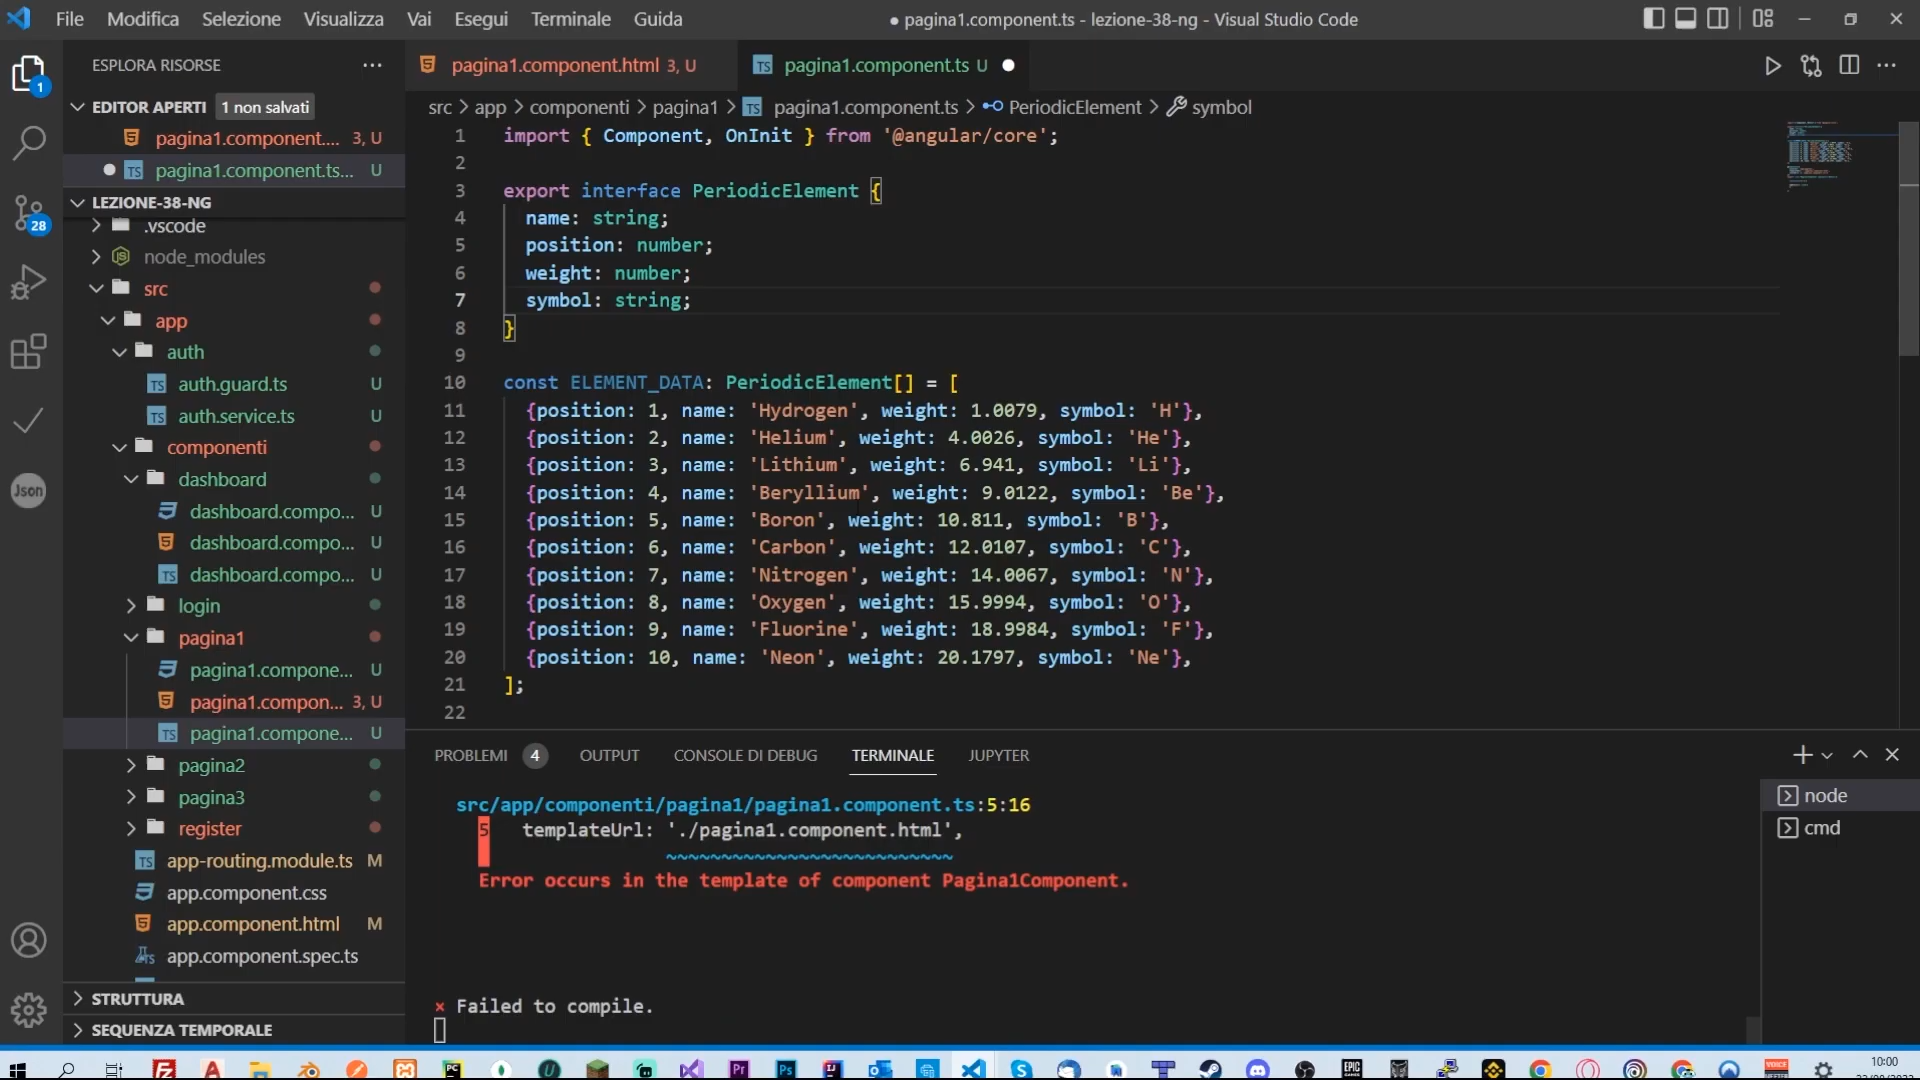 File Modifica Selezione Visualizza Vai Esegui Terminale Guida
● pagina1.component.ts - lezione-38-ng - Visual Studio Code
ESPLORA RISORSE
EDITOR APERTI 1 non salvati
pagina1.component.... 3, U
pagina1.component.ts... U
LEZIONE-38-NG
.vscode
node_modules
src
app
auth
auth.guard.ts U
auth.service.ts U
componenti
dashboard
dashboard.compo... U
dashboard.compo... U
dashboard.compo... U
login
pagina1
pagina1.compone... U
pagina1.compon... 3, U
pagina1.compone... U
pagina2
pagina3
register
app-routing.module.ts M
app.component.css
app.component.html M
app.component.spec.ts
STRUTTURA
SEQUENZA TEMPORALE
1
28
Json
pagina1.component.html 3, U
pagina1.component.ts U
src > app > componenti > pagina1 > pagina1.component.ts > PeriodicElement > symbol
1 import { Component, OnInit } from '@angular/core';
2
3 export interface PeriodicElement {
4 name: string;
5 position: number;
6 weight: number;
7 symbol: string;
8 }
9
10 const ELEMENT_DATA: PeriodicElement[] = [
11 {position: 1, name: 'Hydrogen', weight: 1.0079, symbol: 'H'},
12 {position: 2, name: 'Helium', weight: 4.0026, symbol: 'He'},
13 {position: 3, name: 'Lithium', weight: 6.941, symbol: 'Li'},
14 {position: 4, name: 'Beryllium', weight: 9.0122, symbol: 'Be'},
15 {position: 5, name: 'Boron', weight: 10.811, symbol: 'B'},
16 {position: 6, name: 'Carbon', weight: 12.0107, symbol: 'C'},
17 {position: 7, name: 'Nitrogen', weight: 14.0067, symbol: 'N'},
18 {position: 8, name: 'Oxygen', weight: 15.9994, symbol: 'O'},
19 {position: 9, name: 'Fluorine', weight: 18.9984, symbol: 'F'},
20 {position: 10, name: 'Neon', weight: 20.1797, symbol: 'Ne'},
21 ];
22
PROBLEMI 4 OUTPUT CONSOLE DI DEBUG TERMINALE JUPYTER
src/app/componenti/pagina1/pagina1.component.ts:5:16
5 templateUrl: './pagina1.component.html',
~~~~~~~~~~~~~~~~~~~~~~~~~~
Error occurs in the template of component Pagina1Component.
× Failed to compile.
node
cmd
10:00